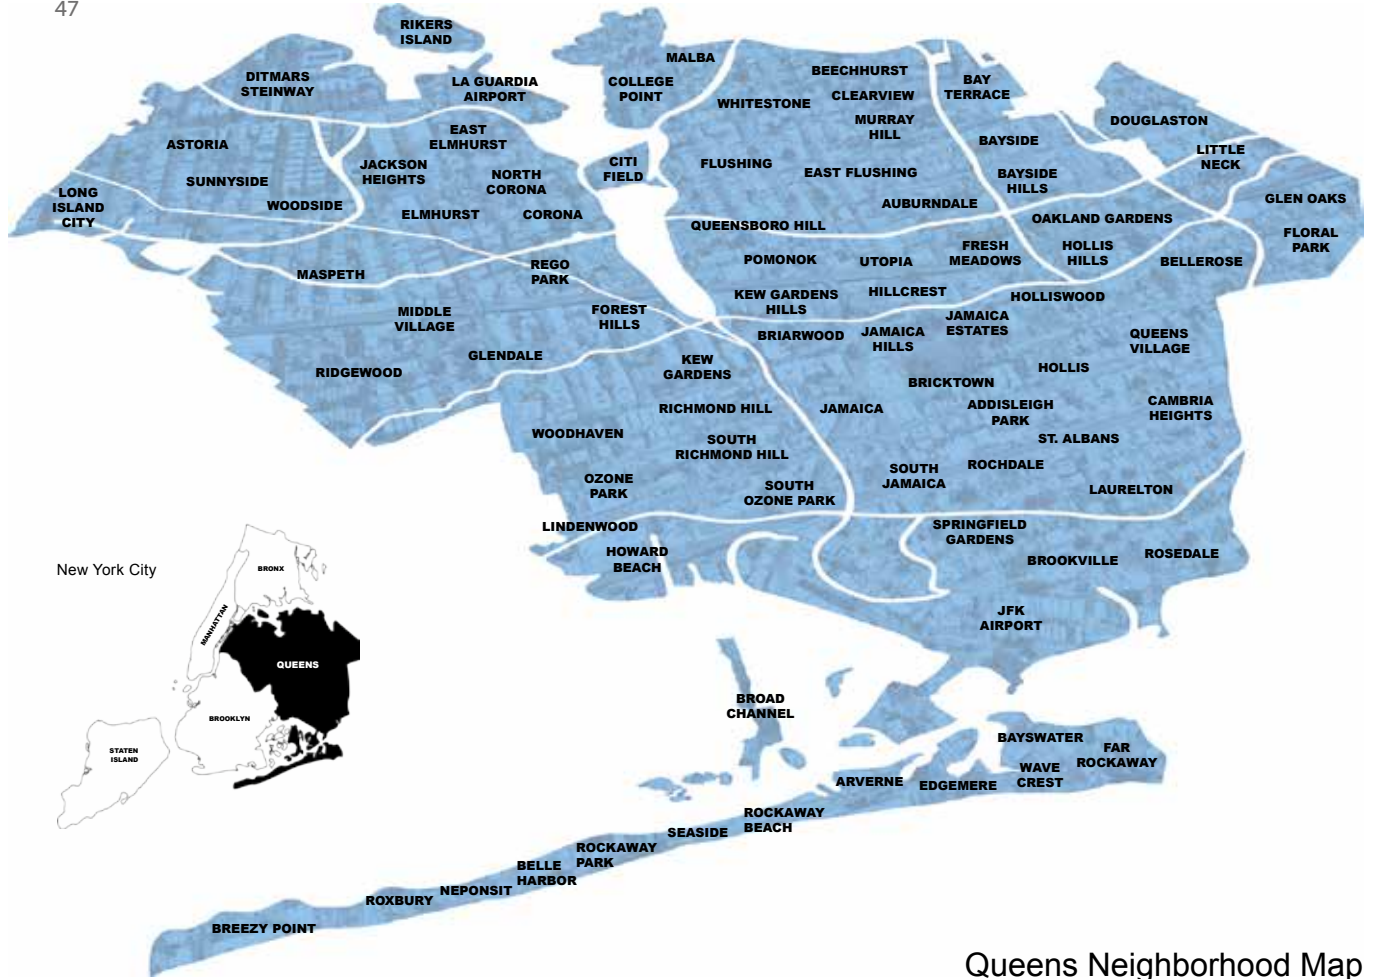 47
RIKERS
ISLAND
MALBA
DITMARS
STEINWAY
LA GUARDIA
AIRPORT
COLLEGE
POINT
BEECHHURST
BAY
TERRACE
WHITESTONE
CLEARVIEW
MURRAY
HILL
DOUGLASTON
EAST
ELMHURST
ASTORIA
BAYSIDE
LITTLE
NECK
JACKSON
HEIGHTS
CITI
FIELD
FLUSHING
EAST FLUSHING
BAYSIDE
HILLS
NORTH
CORONA
SUNNYSIDE
LONG
ISLAND
CITY
WOODSIDE
ELMHURST
CORONA
AUBURNDALE
GLEN OAKS
QUEENSBORO HILL
OAKLAND GARDENS
FLORAL
PARK
POMONOK
UTOPIA
FRESH
MEADOWS
HOLLIS
HILLS
BELLEROSE
MASPETH
REGO
PARK
KEW GARDENS
HILLS
HILLCREST
HOLLISWOOD
MIDDLE
VILLAGE
FOREST
HILLS
BRIARWOOD
JAMAICA
HILLS
JAMAICA
ESTATES
QUEENS
VILLAGE
GLENDALE
RIDGEWOOD
KEW
GARDENS
HOLLIS
BRICKTOWN
RICHMOND HILL
JAMAICA
ADDISLEIGH
PARK
CAMBRIA
HEIGHTS
WOODHAVEN
SOUTH
RICHMOND HILL
ST. ALBANS
ROCHDALE
OZONE
PARK
SOUTH
OZONE PARK
SOUTH
JAMAICA
LAURELTON
LINDENWOOD
SPRINGFIELD
GARDENS
HOWARD
BEACH
BROOKVILLE
ROSEDALE
JFK
AIRPORT
New York City
BRONX
MANHATTAN
QUEENS
BROOKLYN
STATEN
ISLAND
BROAD
CHANNEL
BAYSWATER
FAR
ROCKAWAY
WAVE
CREST
ARVERNE
EDGEMERE
ROCKAWAY
BEACH
SEASIDE
ROCKAWAY
PARK
BELLE
HARBOR
NEPONSIT
ROXBURY
BREEZY POINT
Queens Neighborhood Map